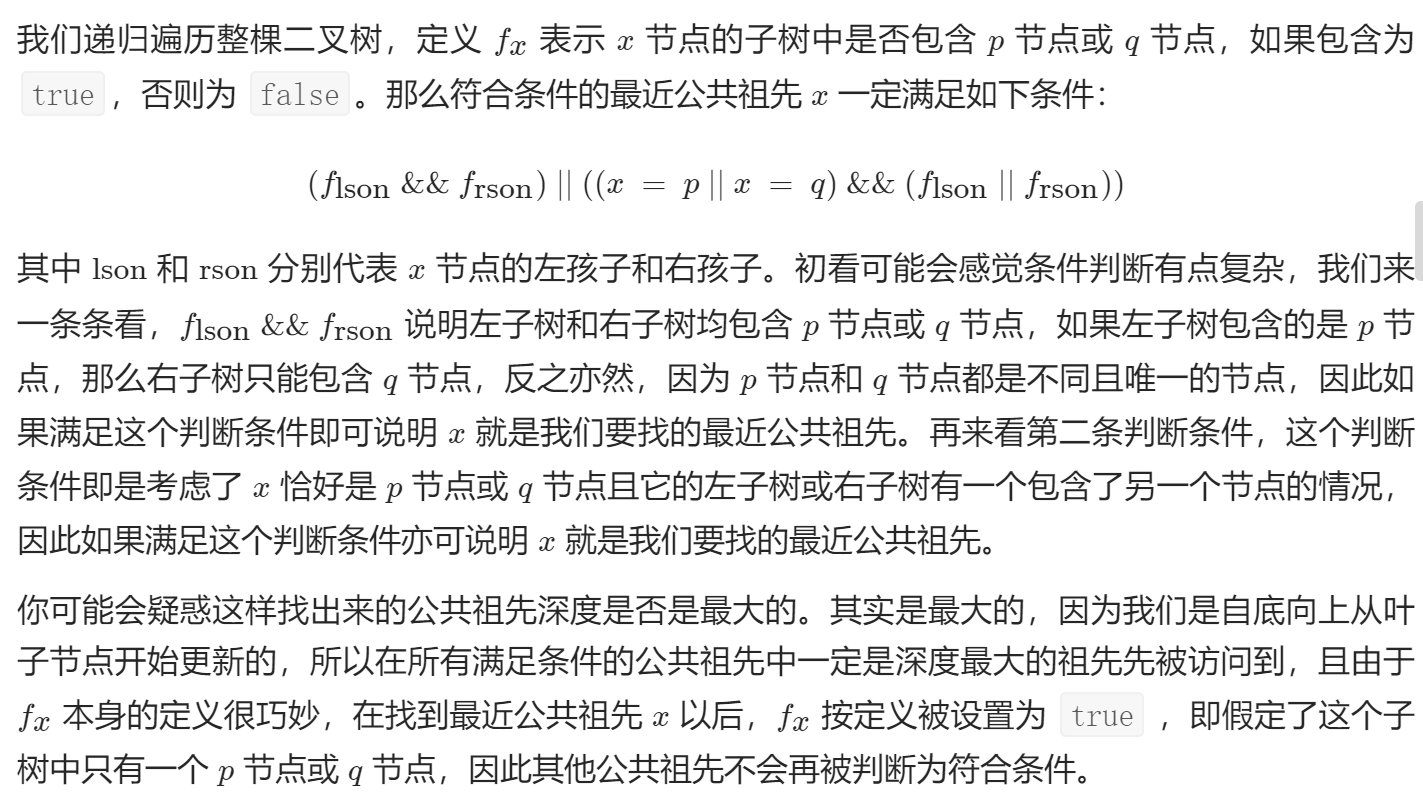 我们递归遍历整棵二叉树，定义 fx 表示 x 节点的子树中是否包含 p 节点或 q 节点，如果包含为
true ，否则为 false 。那么符合条件的最近公共祖先 x 一定满足如下条件：
(flson && frson) || ((x = p || x = q) && (flson || frson))
其中 lson 和 rson 分别代表 x 节点的左孩子和右孩子。初看可能会感觉条件判断有点复杂，我们来
一条条看，flson && frson 说明左子树和右子树均包含 p 节点或 q 节点，如果左子树包含的是 p 节
点，那么右子树只能包含 q 节点，反之亦然，因为 p 节点和 q 节点都是不同且唯一的节点，因此如
果满足这个判断条件即可说明 x 就是我们要找的最近公共祖先。再来看第二条判断条件，这个判断
条件即是考虑了 x 恰好是 p 节点或 q 节点且它的左子树或右子树有一个包含了另一个节点的情况，
因此如果满足这个判断条件亦可说明 x 就是我们要找的最近公共祖先。
你可能会疑惑这样找出来的公共祖先深度是否是最大的。其实是最大的，因为我们是自底向上从叶
子节点开始更新的，所以在所有满足条件的公共祖先中一定是深度最大的祖先先被访问到，且由于
fx 本身的定义很巧妙，在找到最近公共祖先 x 以后，fx 按定义被设置为 true ，即假定了这个子
树中只有一个 p 节点或 q 节点，因此其他公共祖先不会再被判断为符合条件。